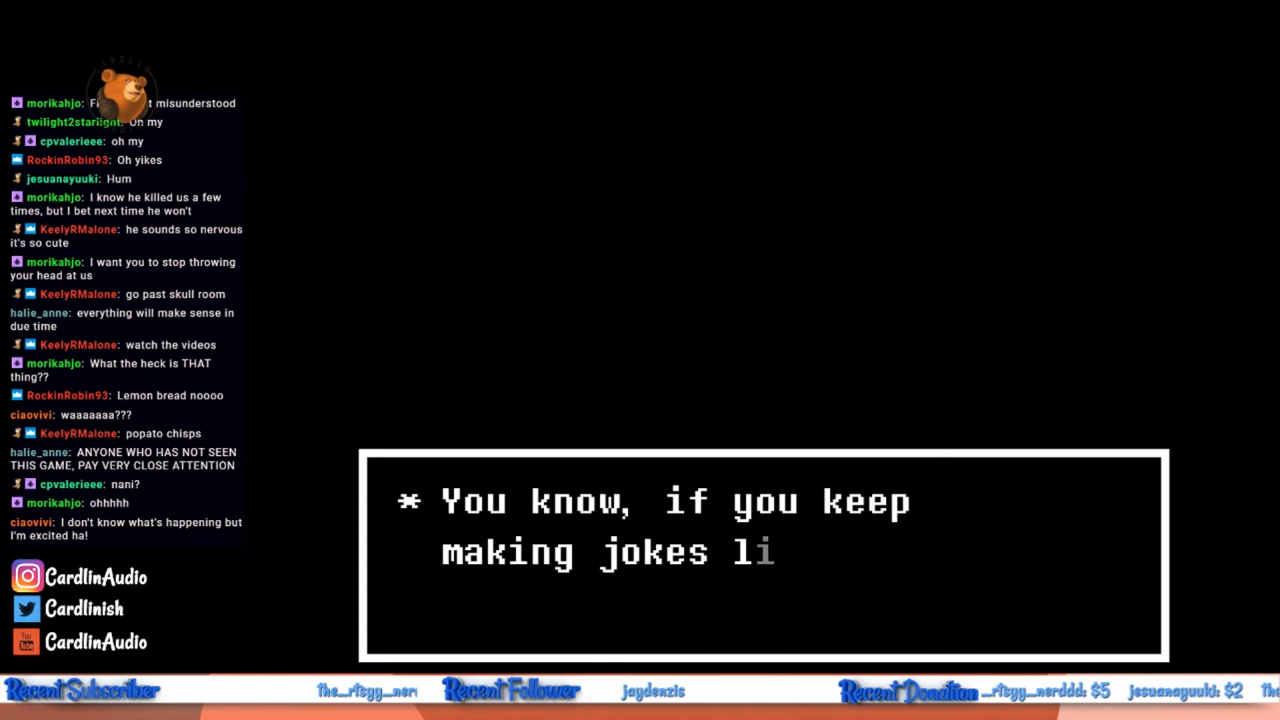 morikahjo: misunderstood
twilight2starlight: Oh my
cpvalerieee: oh my
RockinRobin93: Oh yikes
jesuanayuuki: Hum
morikahjo: I know he killed us a few
times, but I bet next time he won't
KeelyRMalone: he sounds so nervous
it's so cute
morikahjo: I want you to stop throwing
your head at us
KeelyRMalone: go past skull room
halie_anne: everything will make sense in
due time
KeelyRMalone: watch the videos
morikahjo: What the heck is THAT
thing??
RockinRobin93: Lemon bread noooo
ciaovivi: waaaaaaa???
KeelyRMalone: popato chisps
halie_anne: ANYONE WHO HAS NOT SEEN
THIS GAME, PAY VERY CLOSE ATTENTION
cpvalerieee: nani?
morikahjo: ohhhhh
ciaovivi: I don't know what's happening but
I'm excited ha!
CardlinAudio
Cardlinish
CardlinAudio
* You know, if you keep
making jokes li
Recent Subscriber the_rtsyy_ner Recent Follower jaydenzis Recent Donation _rtsyy_nerddd: $5 jesuanayuuki: $2